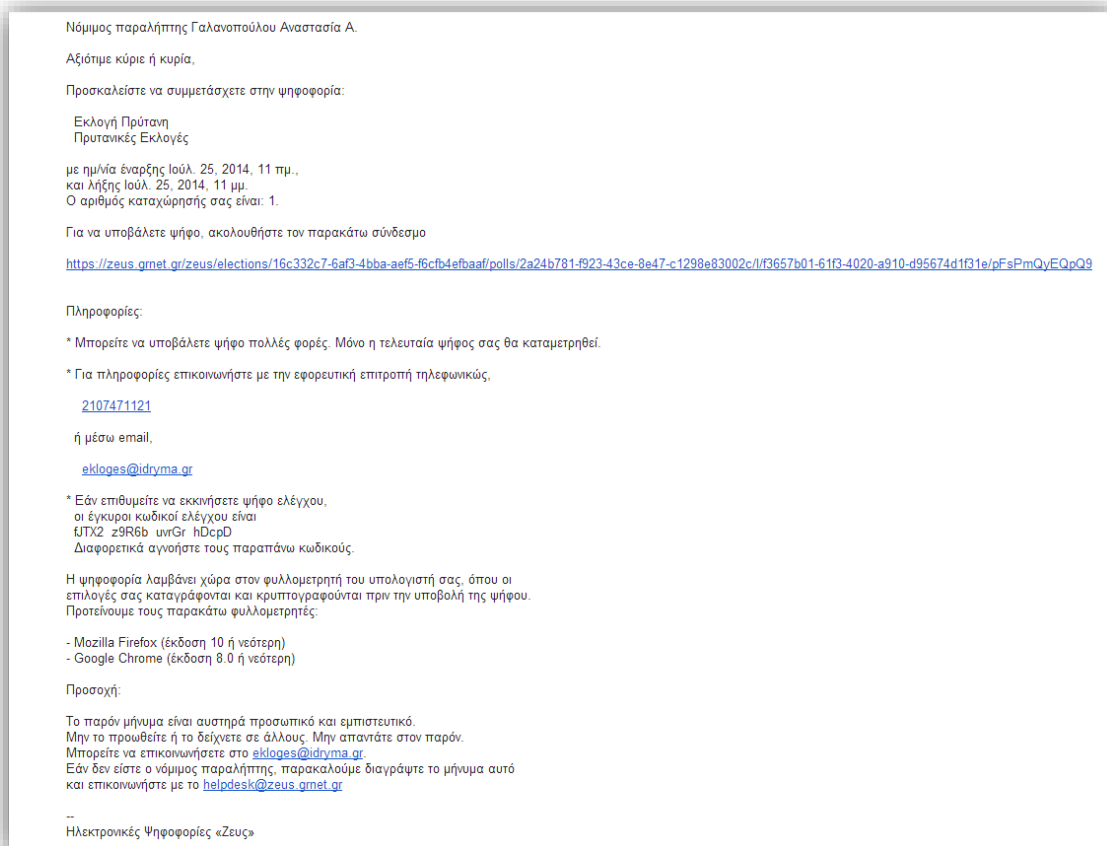 Νόμιμος παραλήπτης Γαλανοπούλου Αναστασία Α.
Αξιότιμε κύριε ή κυρία,
Προσκαλείστε να συμμετάσχετε στην ψηφοφορία:
Εκλογή Πρύτανη
Πρυτανικές Εκλογές
με ημ/νία έναρξης Ιούλ. 25, 2014, 11 πμ.,
και λήξης Ιούλ. 25, 2014, 11 μμ.
Ο αριθμός καταχώρησής σας είναι: 1.
Για να υποβάλετε ψήφο, ακολουθήστε τον παρακάτω σύνδεσμο
https://zeus.grnet.gr/zeus/elections/16c332c7-6af3-4bba-aef5-f6cfb4efbaaf/polls/2a24b781-f923-43ce-8e47-c1298e83002c/l/f3657b01-61f3-4020-a910-d95674d1f31e/pFsPmQyEQpQ9
Πληροφορίες:
* Μπορείτε να υποβάλετε ψήφο πολλές φορές. Μόνο η τελευταία ψήφος σας θα καταμετρηθεί.
* Για πληροφορίες επικοινωνήστε με την εφορευτική επιτροπή τηλεφωνικώς,
2107471121
ή μέσω email,
ekloges@idryma.gr
* Εάν επιθυμείτε να εκκινήσετε ψήφο ελέγχου,
οι έγκυροι κωδικοί ελέγχου είναι
fJTX2 z9R6b uvrGr hDcpD
Διαφορετικά αγνοήστε τους παραπάνω κωδικούς.
Η ψηφοφορία λαμβάνει χώρα στον φυλλομετρητή του υπολογιστή σας, όπου οι
επιλογές σας καταγράφονται και κρυπτογραφούνται πριν την υποβολή της ψήφου.
Προτείνουμε τους παρακάτω φυλλομετρητές:
- Mozilla Firefox (έκδοση 10 ή νεότερη)
- Google Chrome (έκδοση 8.0 ή νεότερη)
Προσοχή:
Το παρόν μήνυμα είναι αυστηρά προσωπικό και εμπιστευτικό.
Μην το προωθείτε ή το δείχνετε σε άλλους. Μην απαντάτε στον παρόν.
Μπορείτε να επικοινωνήσετε στο ekloges@idryma.gr.
Εάν δεν είστε ο νόμιμος παραλήπτης, παρακαλούμε διαγράψτε το μήνυμα αυτό
και επικοινωνήστε με το helpdesk@zeus.grnet.gr
--
Ηλεκτρονικές Ψηφοφορίες «Ζευς»